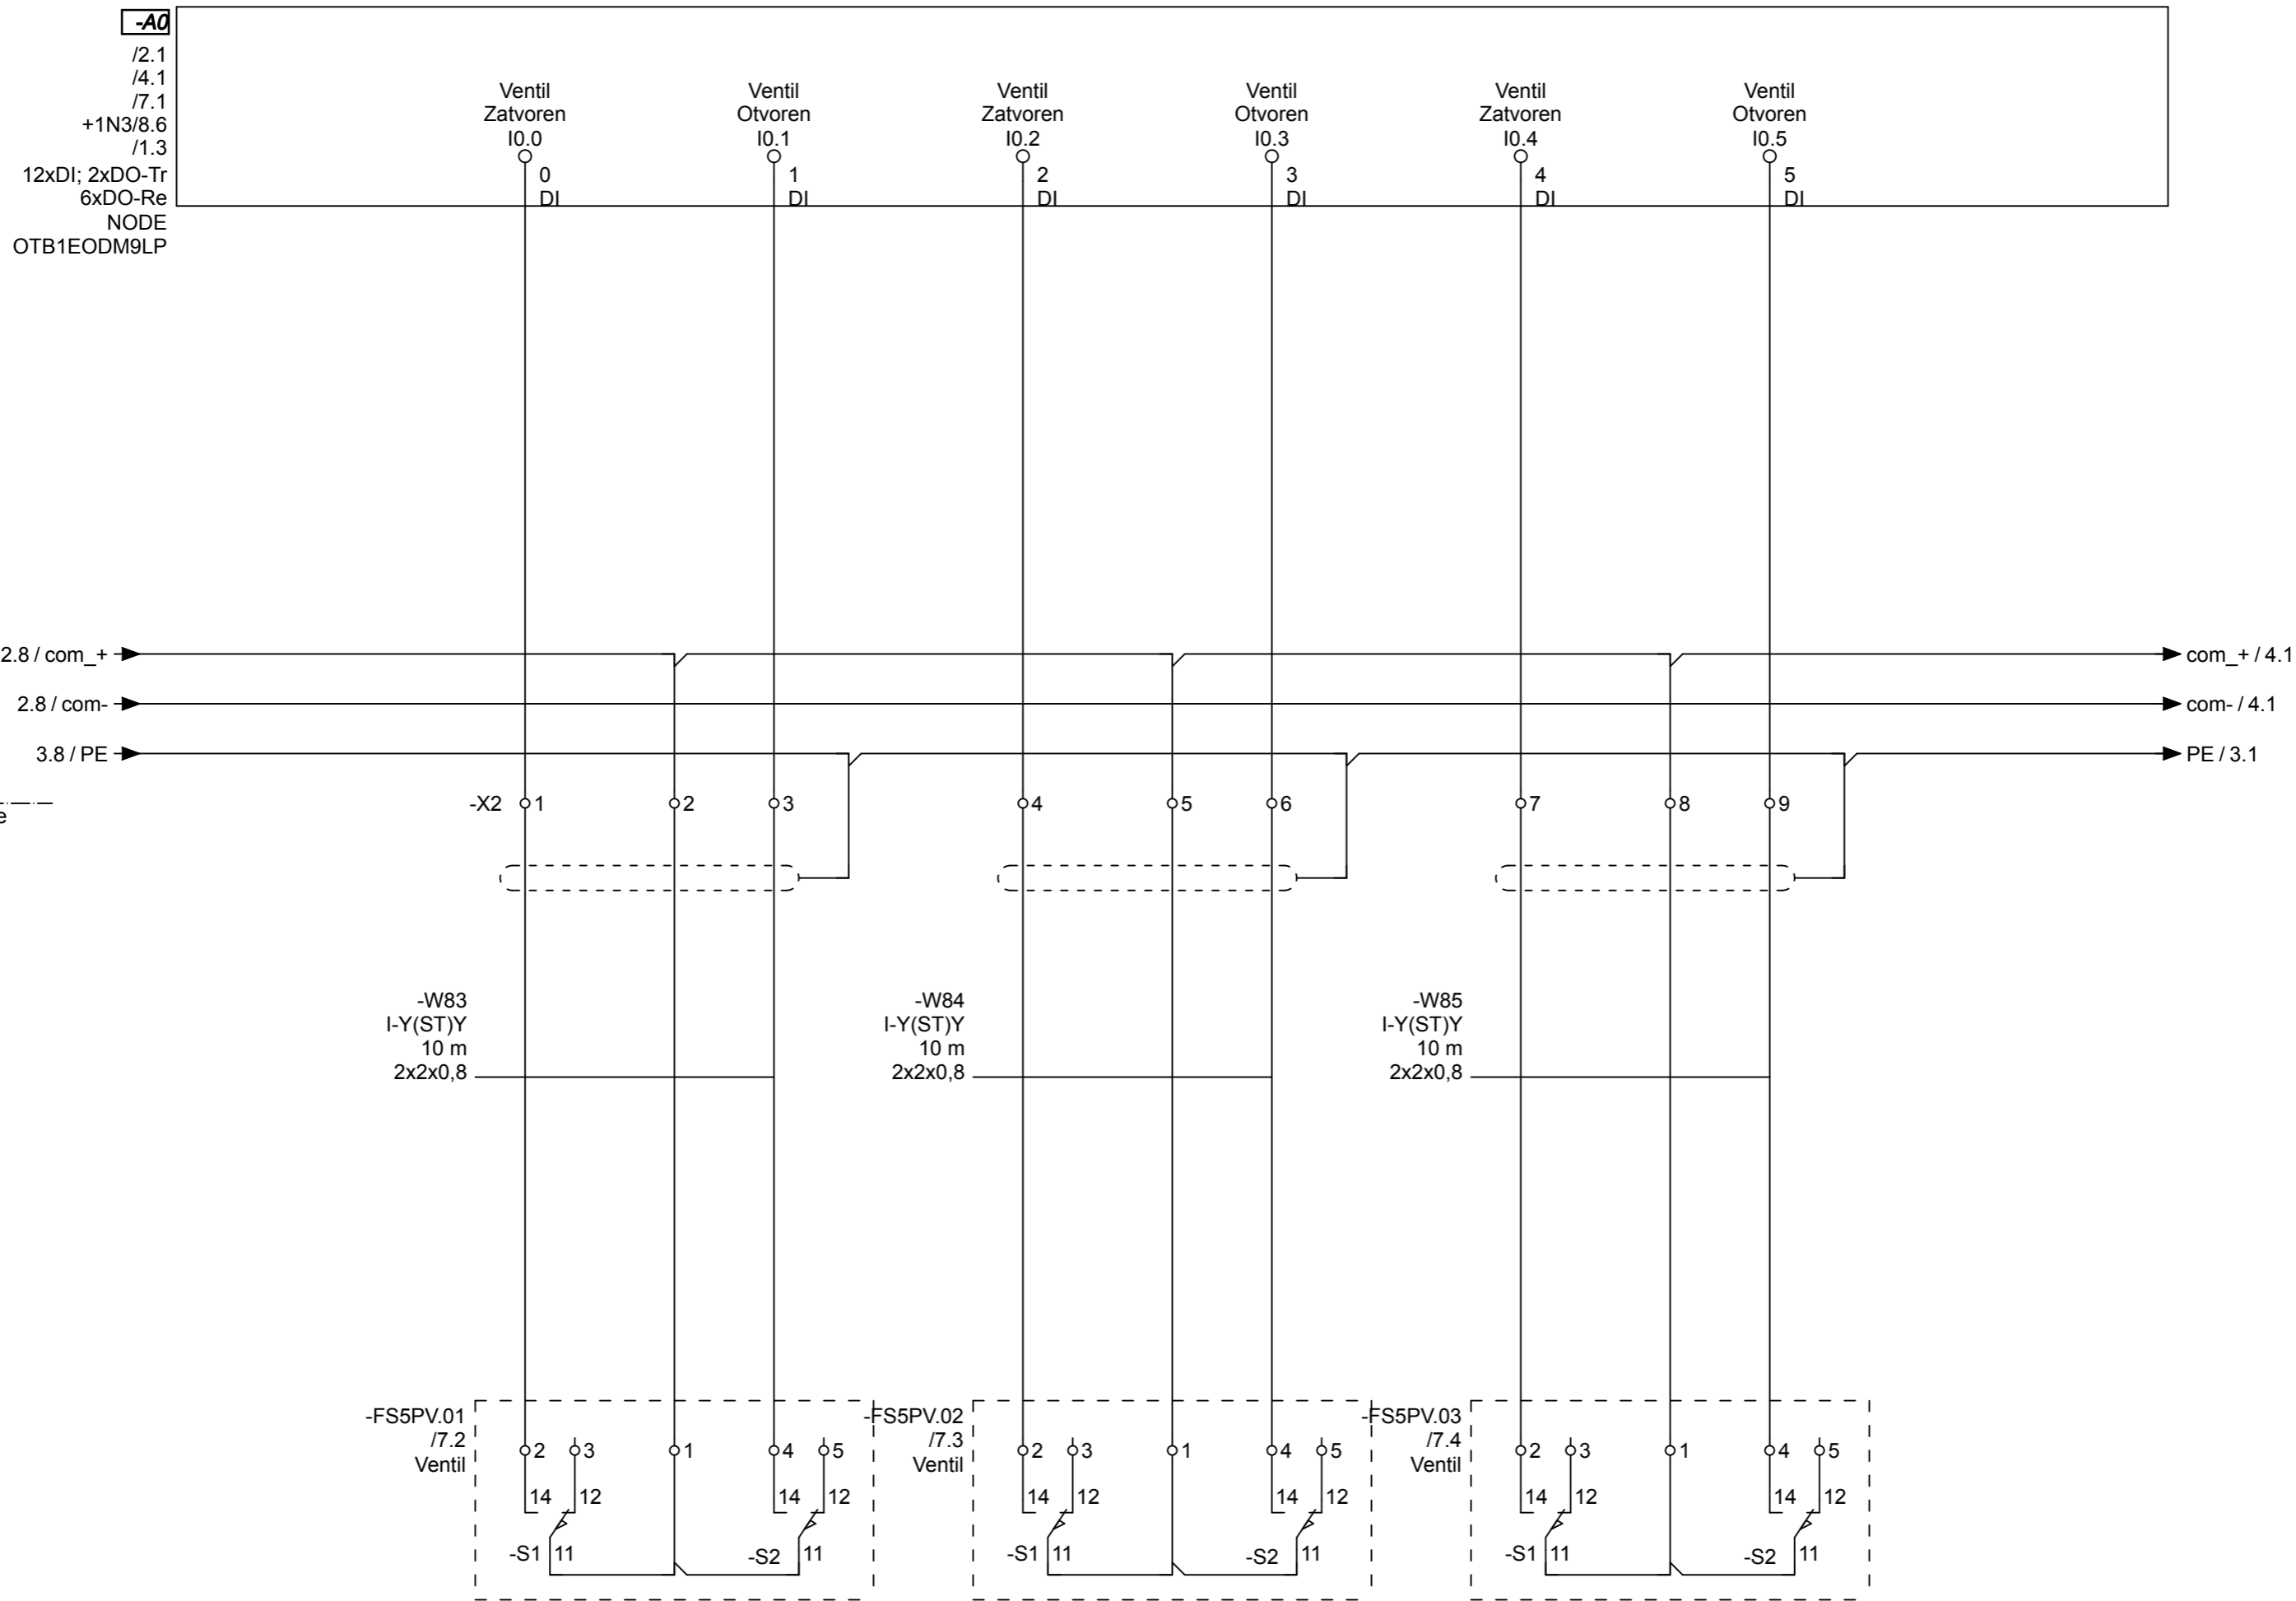 -A0
/2.1
/4.1
/7.1
+1N3/8.6
/1.3
12xDI; 2xDO-Tr
6xDO-Re
NODE
OTB1EODM9LP
Ventil
Zatvoren
I0.0
0
DI
Ventil
Otvoren
I0.1
1
DI
Ventil
Zatvoren
I0.2
2
DI
Ventil
Otvoren
I0.3
3
DI
Ventil
Zatvoren
I0.4
4
DI
Ventil
Otvoren
I0.5
5
DI
2.8 / com_+
com_+ / 4.1
2.8 / com-
com- / 4.1
3.8 / PE
PE / 3.1
e
-X2 1 2 3 4 5 6 7 8 9
-W83
I-Y(ST)Y
10 m
2x2x0,8
-W84
I-Y(ST)Y
10 m
2x2x0,8
-W85
I-Y(ST)Y
10 m
2x2x0,8
-FS5PV.01
/7.2
Ventil
2 3 1 4 5
14 12 14 12
-S1 11 -S2 11
-FS5PV.02
/7.3
Ventil
2 3 1 4 5
14 12 14 12
-S1 11 -S2 11
-FS5PV.03
/7.4
Ventil
2 3 1 4 5
14 12 14 12
-S1 11 -S2 11